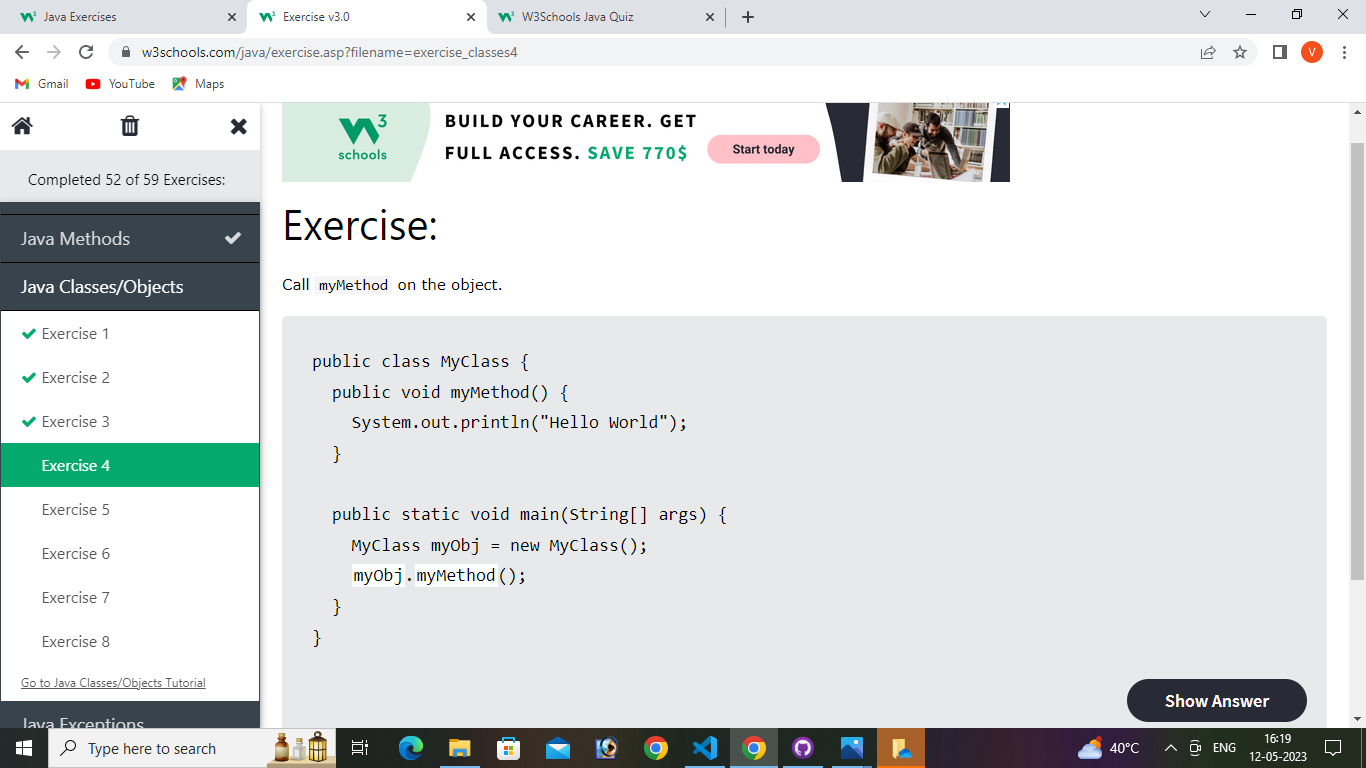 Java Exercises
Exercise v3.0
W3Schools Java Quiz
w3schools.com/java/exercise.asp?filename=exercise_classes4
V
Gmail
YouTube
Maps
Completed 52 of 59 Exercises:
Java Methods
Java Classes/Objects
Exercise 1
Exercise 2
Exercise 3
Exercise 4
Exercise 5
Exercise 6
Exercise 7
Exercise 8
Go to Java Classes/Objects Tutorial
Java Exceptions
W3
schools
BUILD YOUR CAREER. GET
FULL ACCESS. SAVE 770$
Start today
Exercise:
Call myMethod on the object.
public class MyClass {
  public void myMethod() {
    System.out.println("Hello World");
  }
  public static void main(String[] args) {
    MyClass myObj = new MyClass();
    myObj.myMethod();
  }
}
Show Answer
Type here to search
40°C
ENG
16:19
12-05-2023